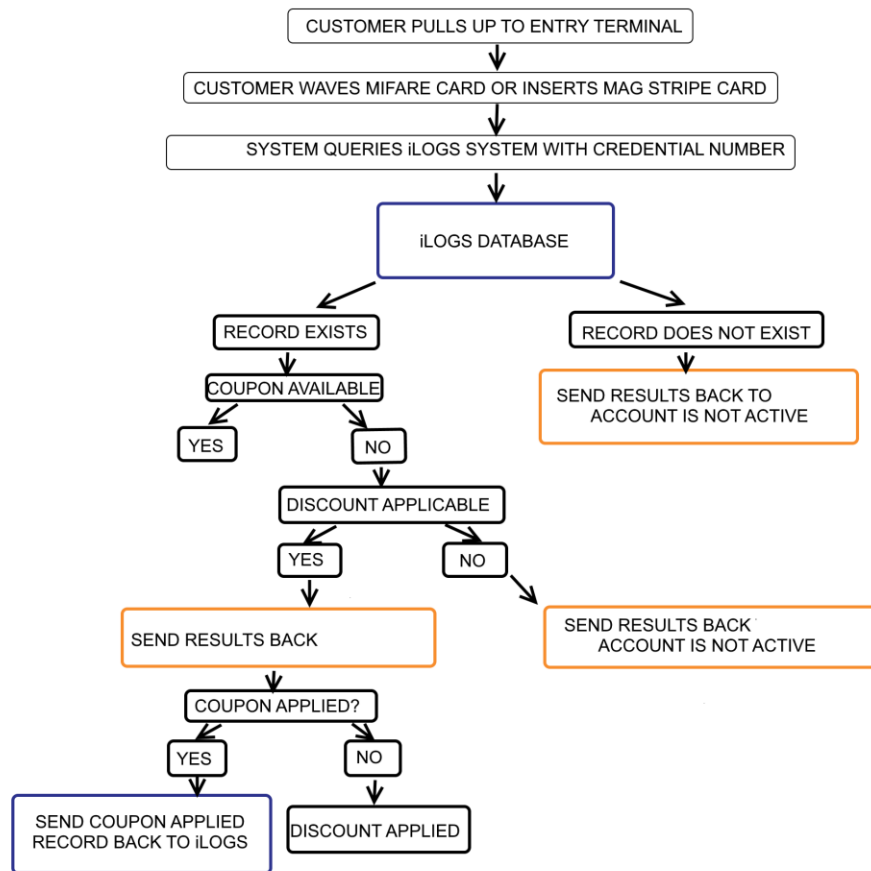 CUSTOMER PULLS UP TO ENTRY TERMINAL
CUSTOMER WAVES MIFARE CARD OR INSERTS MAG STRIPE CARD
SYSTEM QUERIES iLOGS SYSTEM WITH CREDENTIAL NUMBER
iLOGS DATABASE
RECORD EXISTS
RECORD DOES NOT EXIST
COUPON AVAILABLE
SEND RESULTS BACK TO
ACCOUNT IS NOT ACTIVE
YES
NO
DISCOUNT APPLICABLE
YES
NO
SEND RESULTS BACK
SEND RESULTS BACK
ACCOUNT IS NOT ACTIVE
COUPON APPLIED?
YES
NO
SEND COUPON APPLIED
RECORD BACK TO iLOGS
DISCOUNT APPLIED